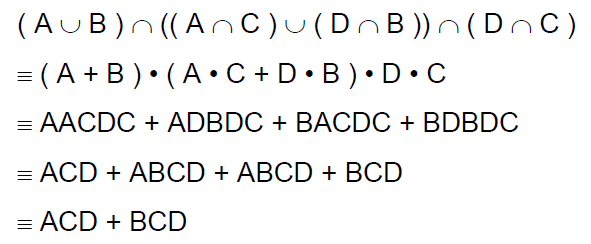 ( A ∪ B ) ∩ (( A ∩ C ) ∪ ( D ∩ B )) ∩ ( D ∩ C )
≡ ( A + B ) • ( A • C + D • B ) • D • C
≡ AACDC + ADBDC + BACDC + BDBDC
≡ ACD + ABCD + ABCD + BCD
≡ ACD + BCD